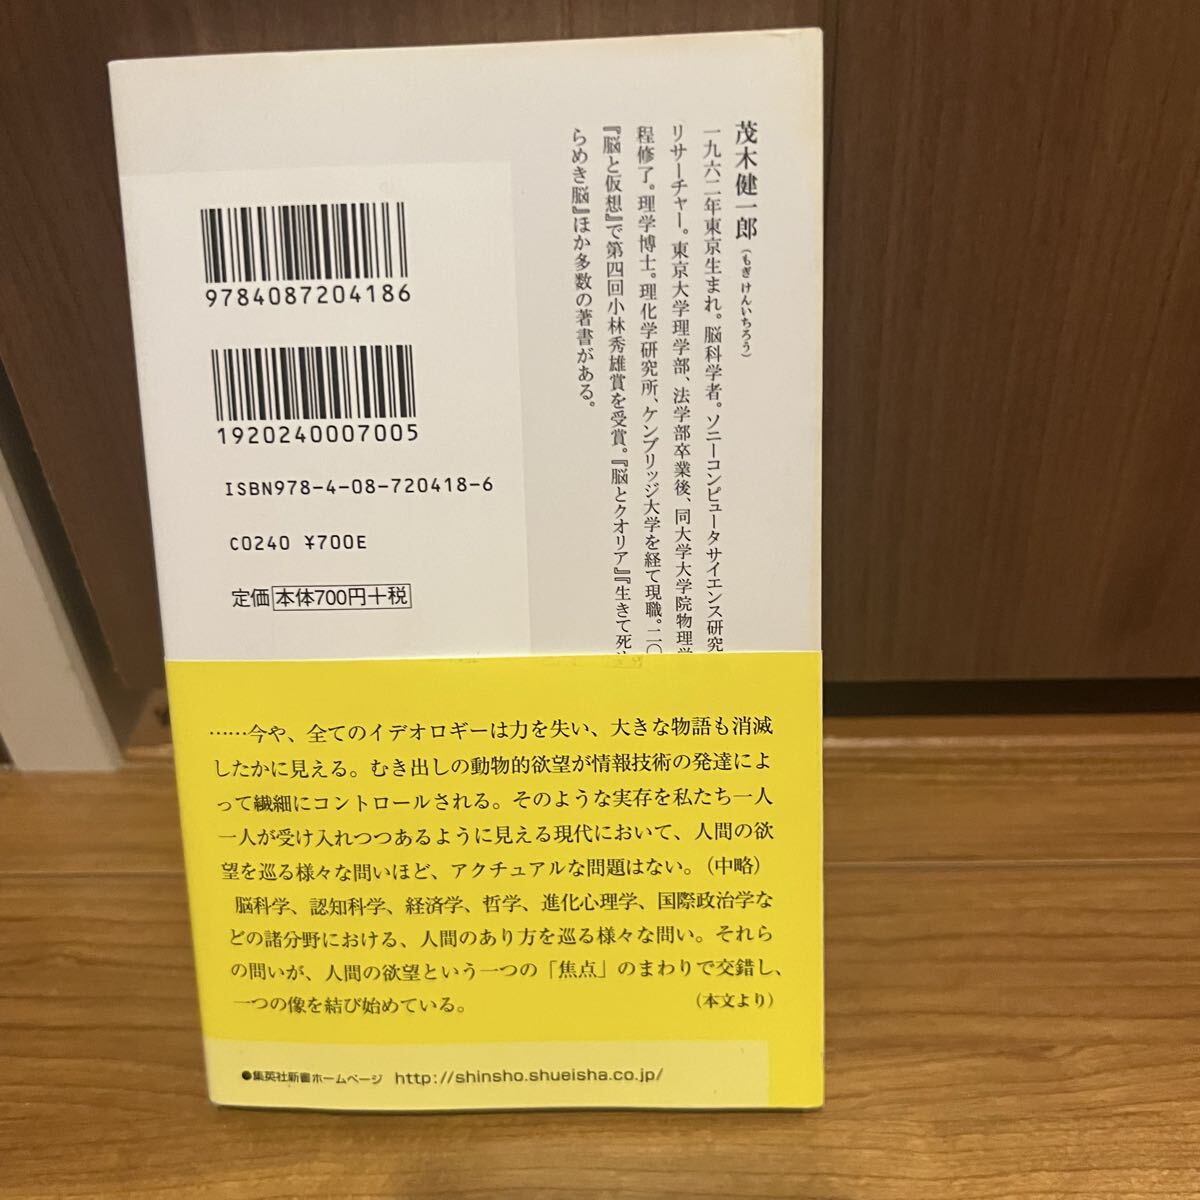 茂木健一郎（もぎ けんいちろう）
一九六二年東京生まれ。脳科学者。ソニーコンピュータサイエンス研究
リサーチャー。東京大学理学部、法学部卒業後、同大学大学院物理学
程修了。理学博士。理化学研究所、ケンブリッジ大学を経て現職。二〇
『脳と仮想』で第四回小林秀雄賞を受賞。『脳とクオリア』『生きて死
らめき脳』ほか多数の著書がある。
9784087204186
1920240007005
ISBN978-4-08-720418-6
C0240 ¥700E
定価 本体700円+税
……今や、全てのイデオロギーは力を失い、大きな物語も消滅
したかに見える。むき出しの動物的欲望が情報技術の発達によ
って繊細にコントロールされる。そのような実存を私たち一人
一人が受け入れつつあるように見える現代において、人間の欲
望を巡る様々な問いほど、アクチュアルな問題はない。（中略）
脳科学、認知科学、経済学、哲学、進化心理学、国際政治学な
どの諸分野における、人間のあり方を巡る様々な問い。それら
の問いが、人間の欲望という一つの「焦点」のまわりで交錯し、
一つの像を結び始めている。 （本文より）
●集英社新書ホームページ http://shinsho.shueisha.co.jp/